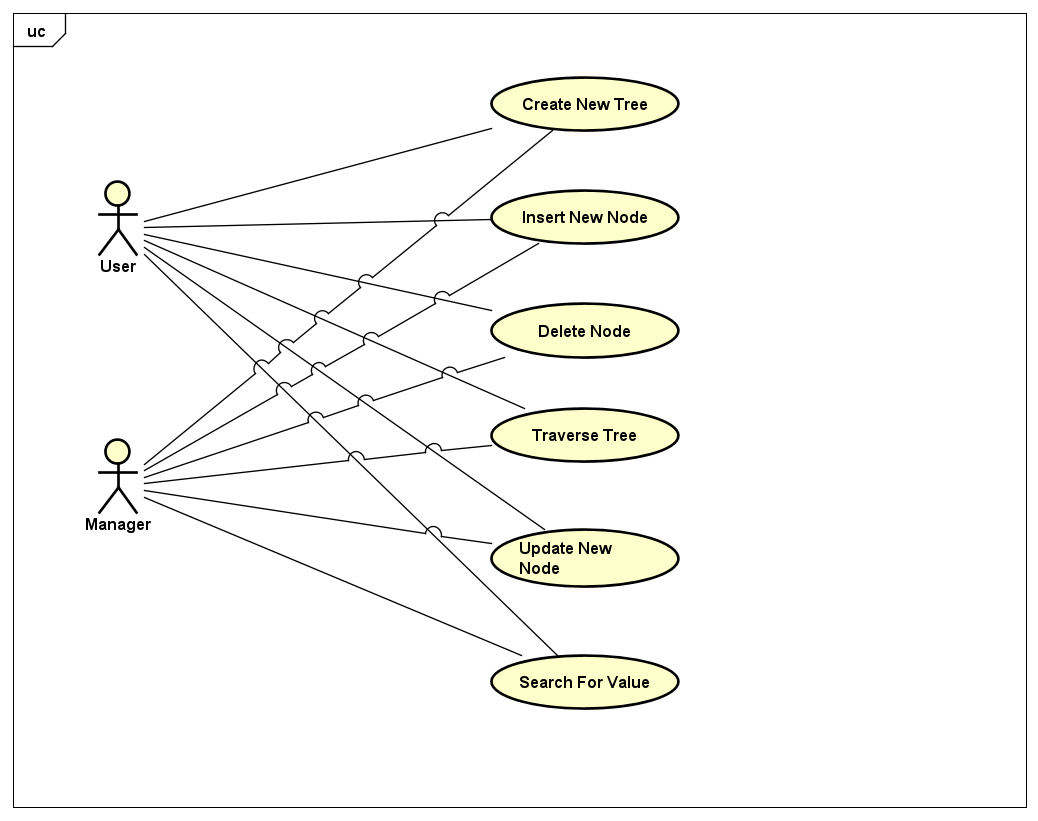 uc
Create New Tree
Insert New Node
User
Delete Node
Traverse Tree
Manager
Update New
Node
Search For Value